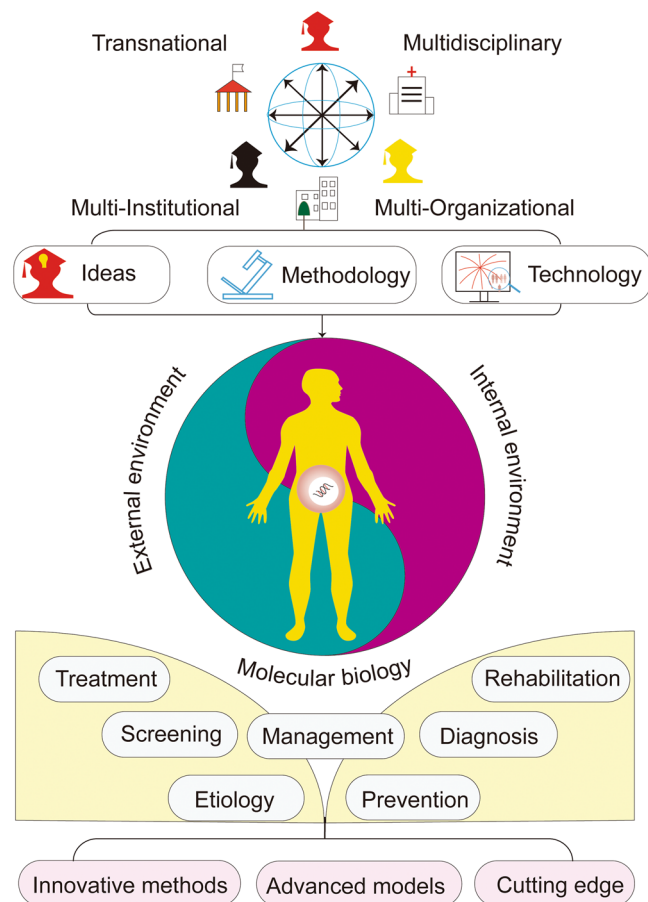 Transnational
Multidisciplinary
Multi-Institutional
Multi-Organizational
Ideas
Methodology
Technology
External environment
Internal environment
Molecular biology
Treatment
Rehabilitation
Screening
Management
Diagnosis
Etiology
Prevention
Innovative methods
Advanced models
Cutting edge